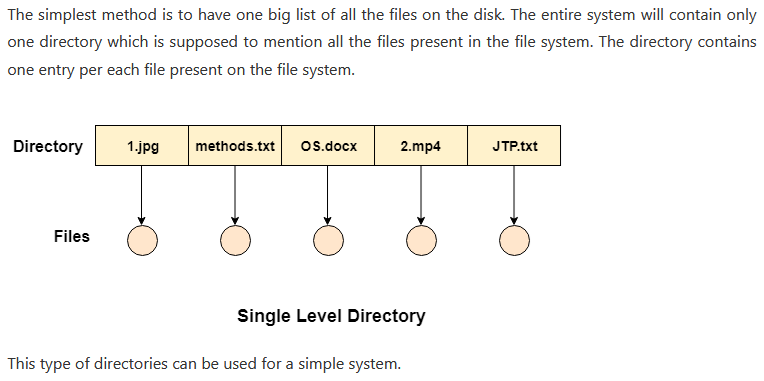 The simplest method is to have one big list of all the files on the disk. The entire system will contain only
one directory which is supposed to mention all the files present in the file system. The directory contains
one entry per each file present on the file system.
Directory 1.jpg methods.txt OS.docx 2.mp4 JTP.txt
Files
Single Level Directory
This type of directories can be used for a simple system.